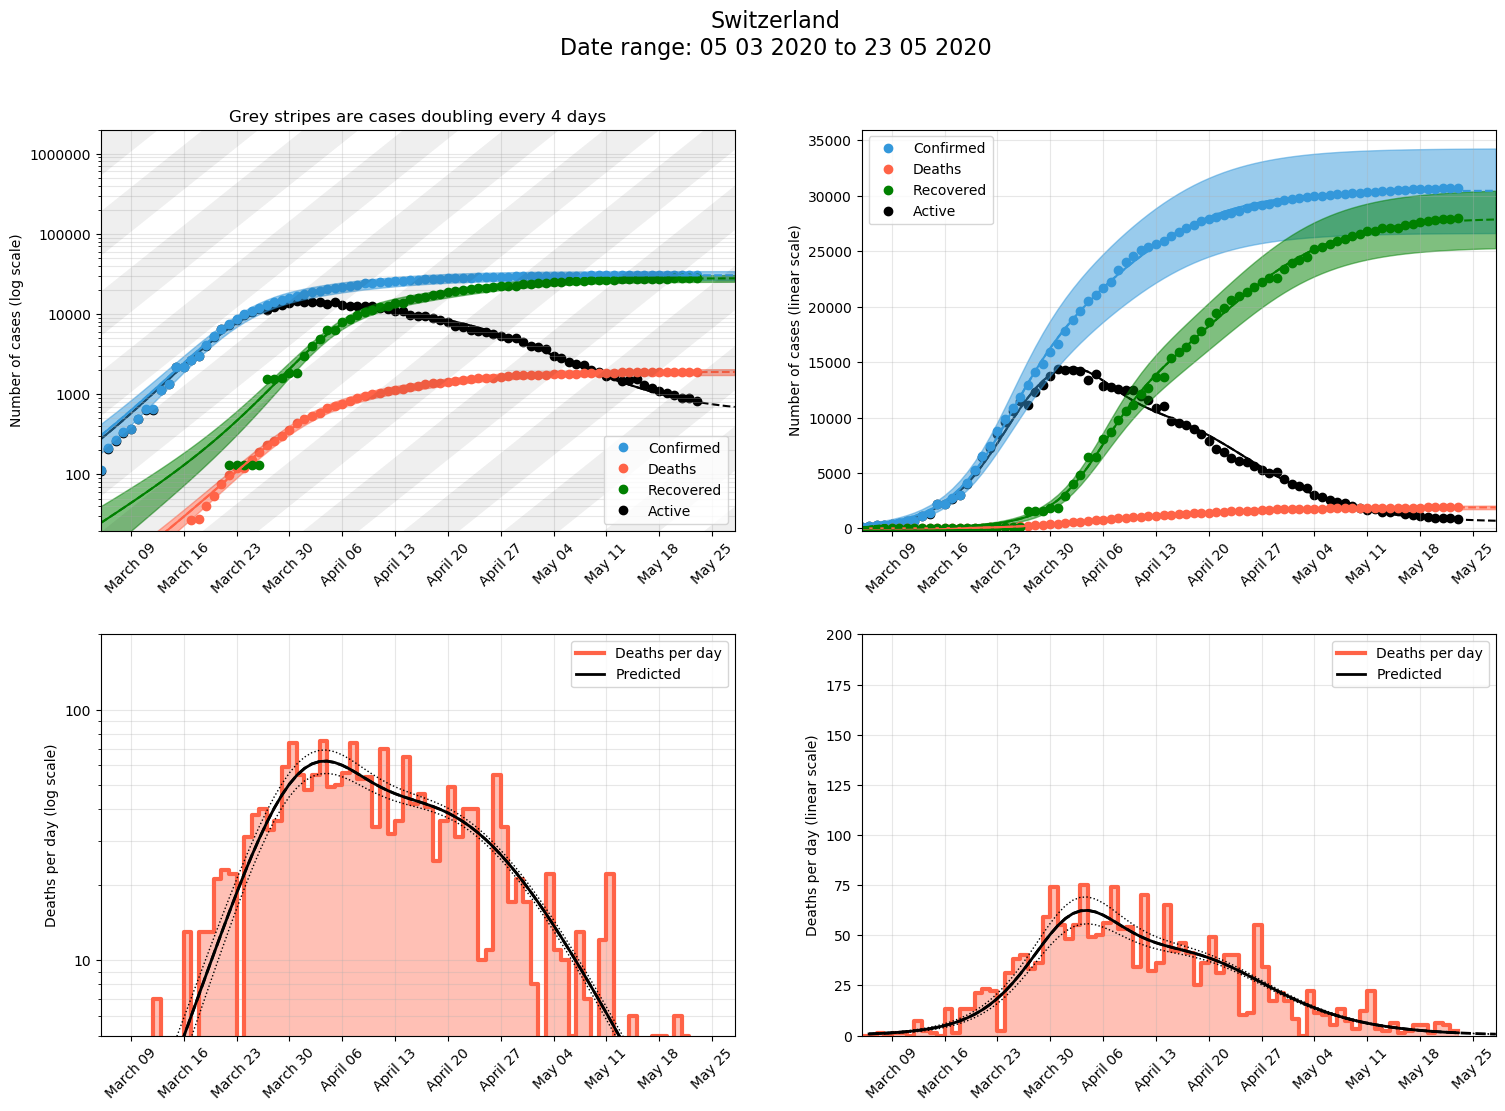 Switzerland
Date range: 05 03 2020 to 23 05 2020
Grey stripes are cases doubling every 4 days
Number of cases (log scale)
1000000
100000
10000
1000
100
Confirmed
Deaths
Recovered
Active
March 09
March 16
March 23
March 30
April 06
April 13
April 20
April 27
May 04
May 11
May 18
May 25
Number of cases (linear scale)
35000
30000
25000
20000
15000
10000
5000
0
Confirmed
Deaths
Recovered
Active
March 09
March 16
March 23
March 30
April 06
April 13
April 20
April 27
May 04
May 11
May 18
May 25
Deaths per day (log scale)
100
10
Deaths per day
Predicted
March 09
March 16
March 23
March 30
April 06
April 13
April 20
April 27
May 04
May 11
May 18
May 25
Deaths per day (linear scale)
200
175
150
125
100
75
50
25
0
Deaths per day
Predicted
March 09
March 16
March 23
March 30
April 06
April 13
April 20
April 27
May 04
May 11
May 18
May 25